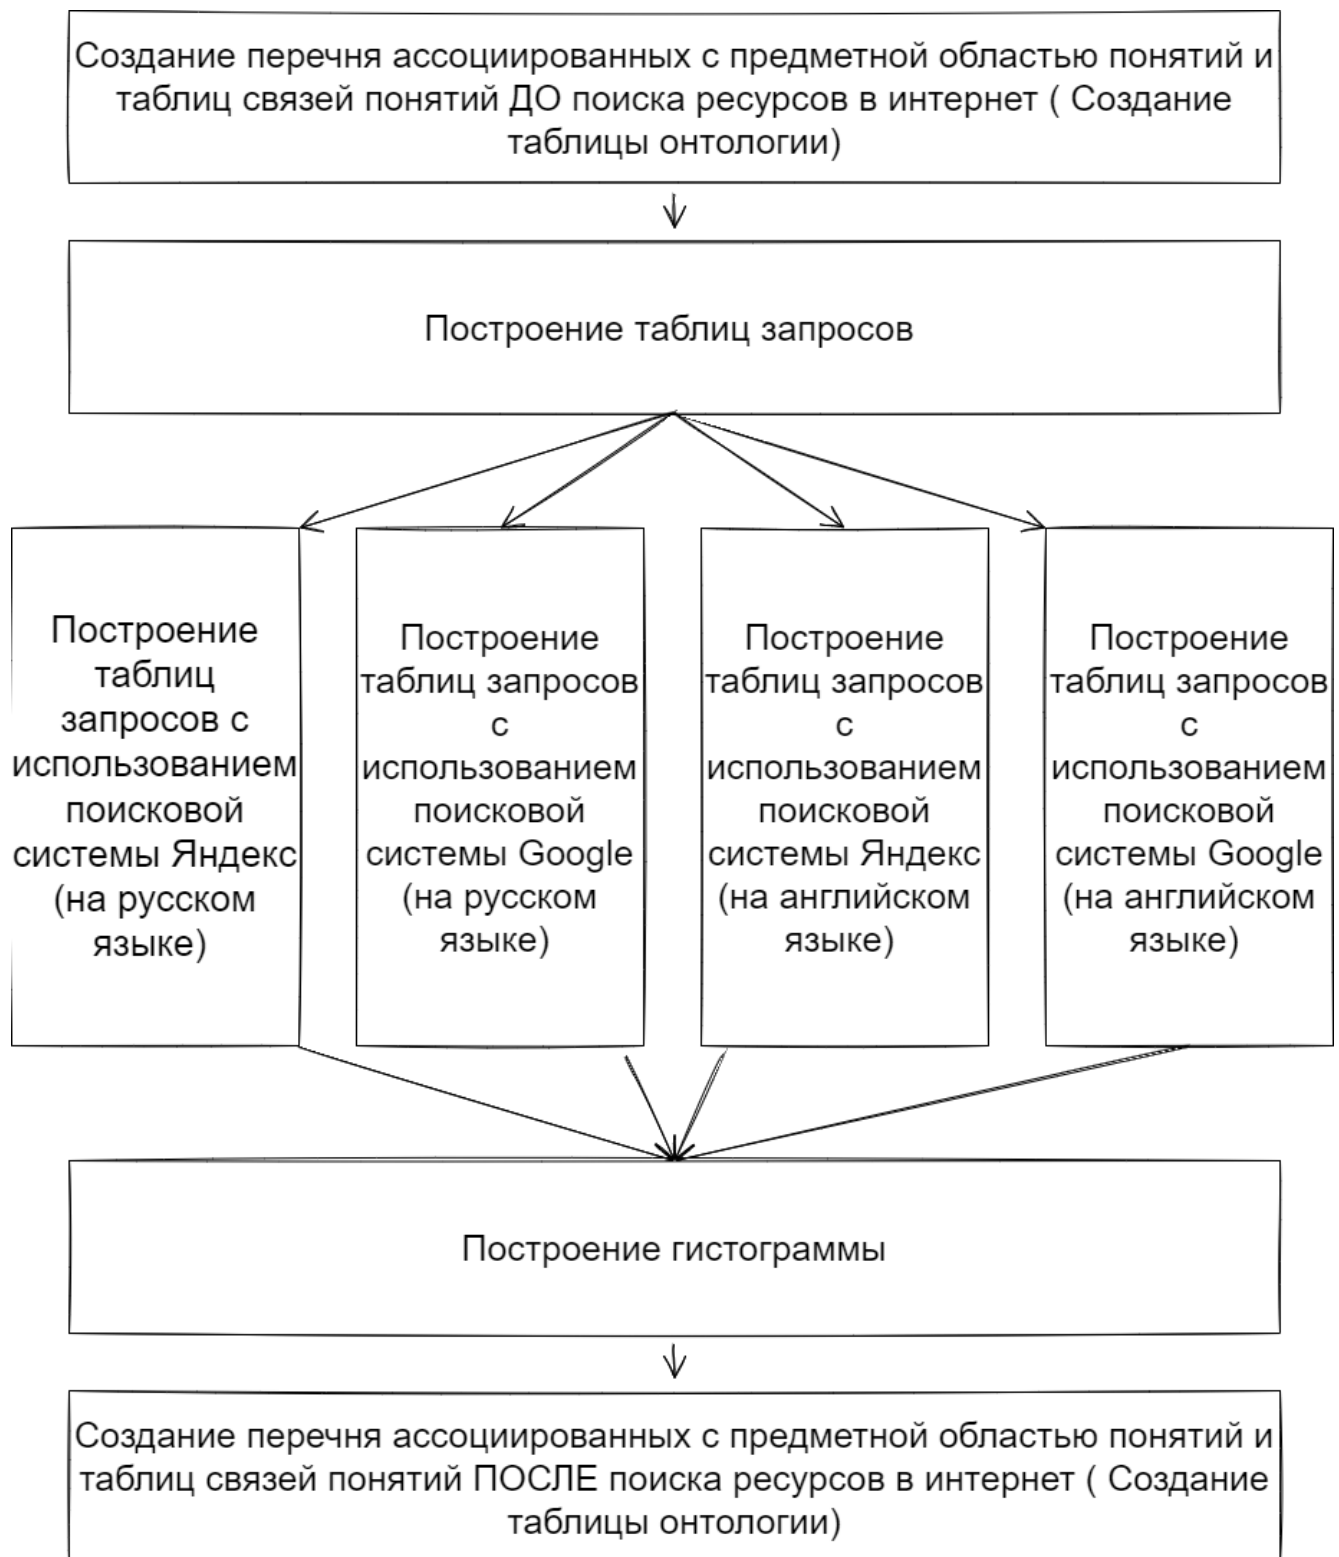 Создание перечня ассоциированных с предметной областью понятий и
таблиц связей понятий ДО поиска ресурсов в интернет ( Создание
таблицы онтологии)
Построение таблиц запросов
Построение
таблиц
запросов с
использованием
поисковой
системы Яндекс
(на русском
языке)
Построение
таблиц запросов
с
использованием
поисковой
системы Google
(на русском
языке)
Построение
таблиц запросов
с
использованием
поисковой
системы Яндекс
(на английском
языке)
Построение
таблиц запросов
с
использованием
поисковой
системы Google
(на английском
языке)
Построение гистограммы
Создание перечня ассоциированных с предметной областью понятий и
таблиц связей понятий ПОСЛЕ поиска ресурсов в интернет ( Создание
таблицы онтологии)